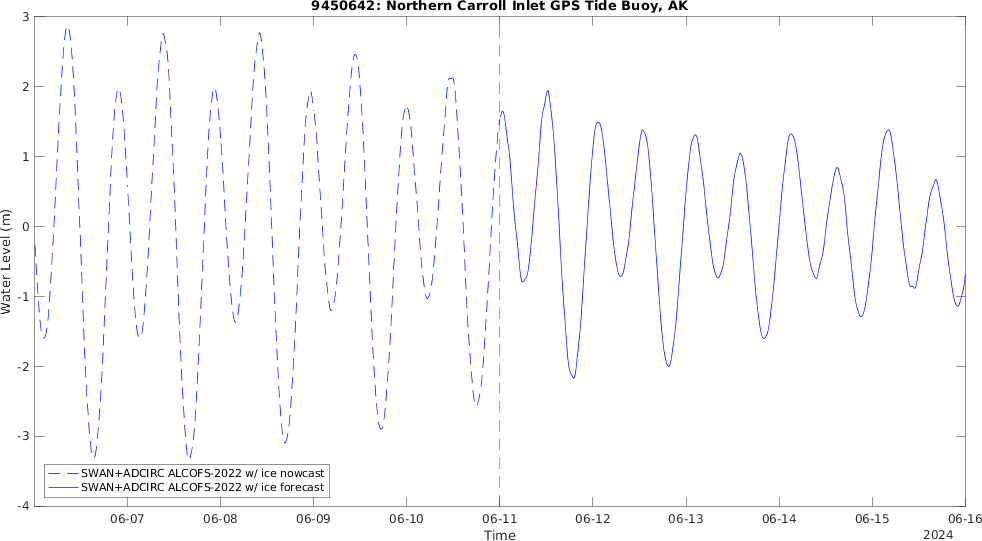 9450642: Northern Carroll Inlet GPS Tide Buoy, AK
3
2
1
0
-1
-2
-3
-4
Water Level (m)
SWAN+ADCIRC ALCOFS-2022 w/ ice nowcast
SWAN+ADCIRC ALCOFS-2022 w/ ice forecast
06-07 06-08 06-09 06-10 06-11 06-12 06-13 06-14 06-15 06-16
Time
2024